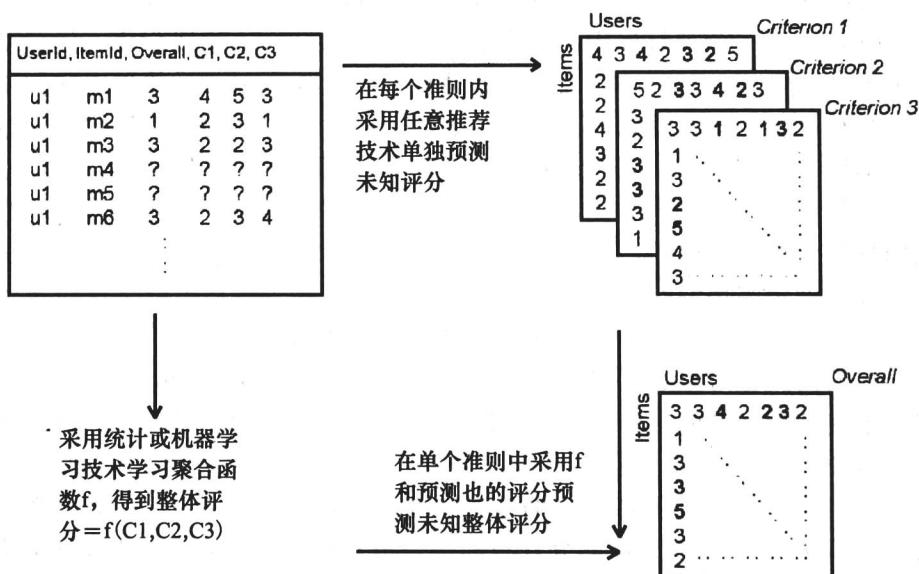 UserId, ItemId, Overall, C1, C2, C3
u1 m1 3 4 5 3
u1 m2 1 2 3 1
u1 m3 3 2 2 3
u1 m4 ? ? ? ?
u1 m5 ? ? ? ?
u1 m6 3 2 3 4
在每个准则内
采用任意推荐
技术单独预测
未知评分
Users
Items
Criterion 1
4 3 4 2 3 2 5
2
2
4
3
2
2
Criterion 2
5 2 3 3 4 2 3
3
2
3
3
3
1
Criterion 3
3 3 1 2 1 3 2
1
3
2
5
4
3
采用统计或机器学
习技术学习聚合函
数f，得到整体评
分＝f(C1,C2,C3)
在单个准则中采用f
和预测也的评分预
测未知整体评分
Users
Overall
Items
3 3 4 2 2 3 2
1
3
3
5
3
2